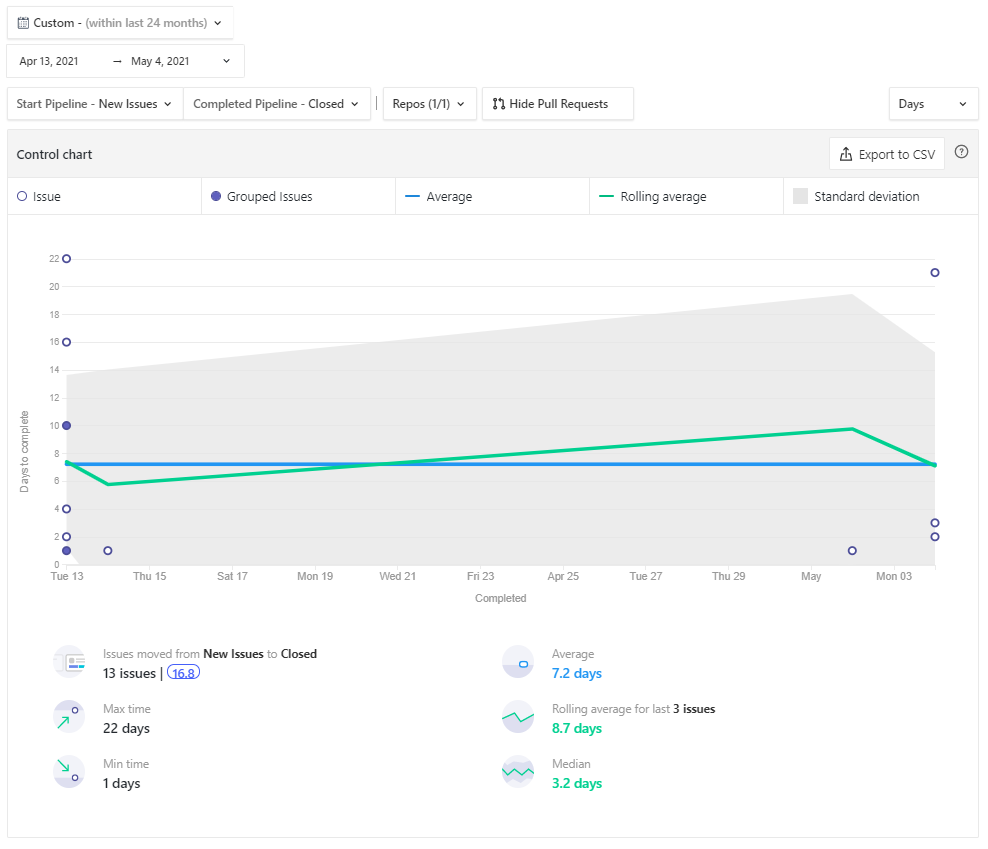 Custom - (within last 24 months)
Apr 13, 2021 → May 4, 2021
Start Pipeline - New Issues
Completed Pipeline - Closed
Repos (1/1)
Hide Pull Requests
Days
Control chart
Export to CSV
?
Issue
Grouped Issues
Average
Rolling average
Standard deviation
Days to complete
22
20
18
16
14
12
10
8
6
4
2
0
Tue 13
Thu 15
Sat 17
Mon 19
Wed 21
Fri 23
Apr 25
Tue 27
Thu 29
May
Mon 03
Completed
Issues moved from New Issues to Closed
13 issues | 16.8
Max time
22 days
Min time
1 days
Average
7.2 days
Rolling average for last 3 issues
8.7 days
Median
3.2 days